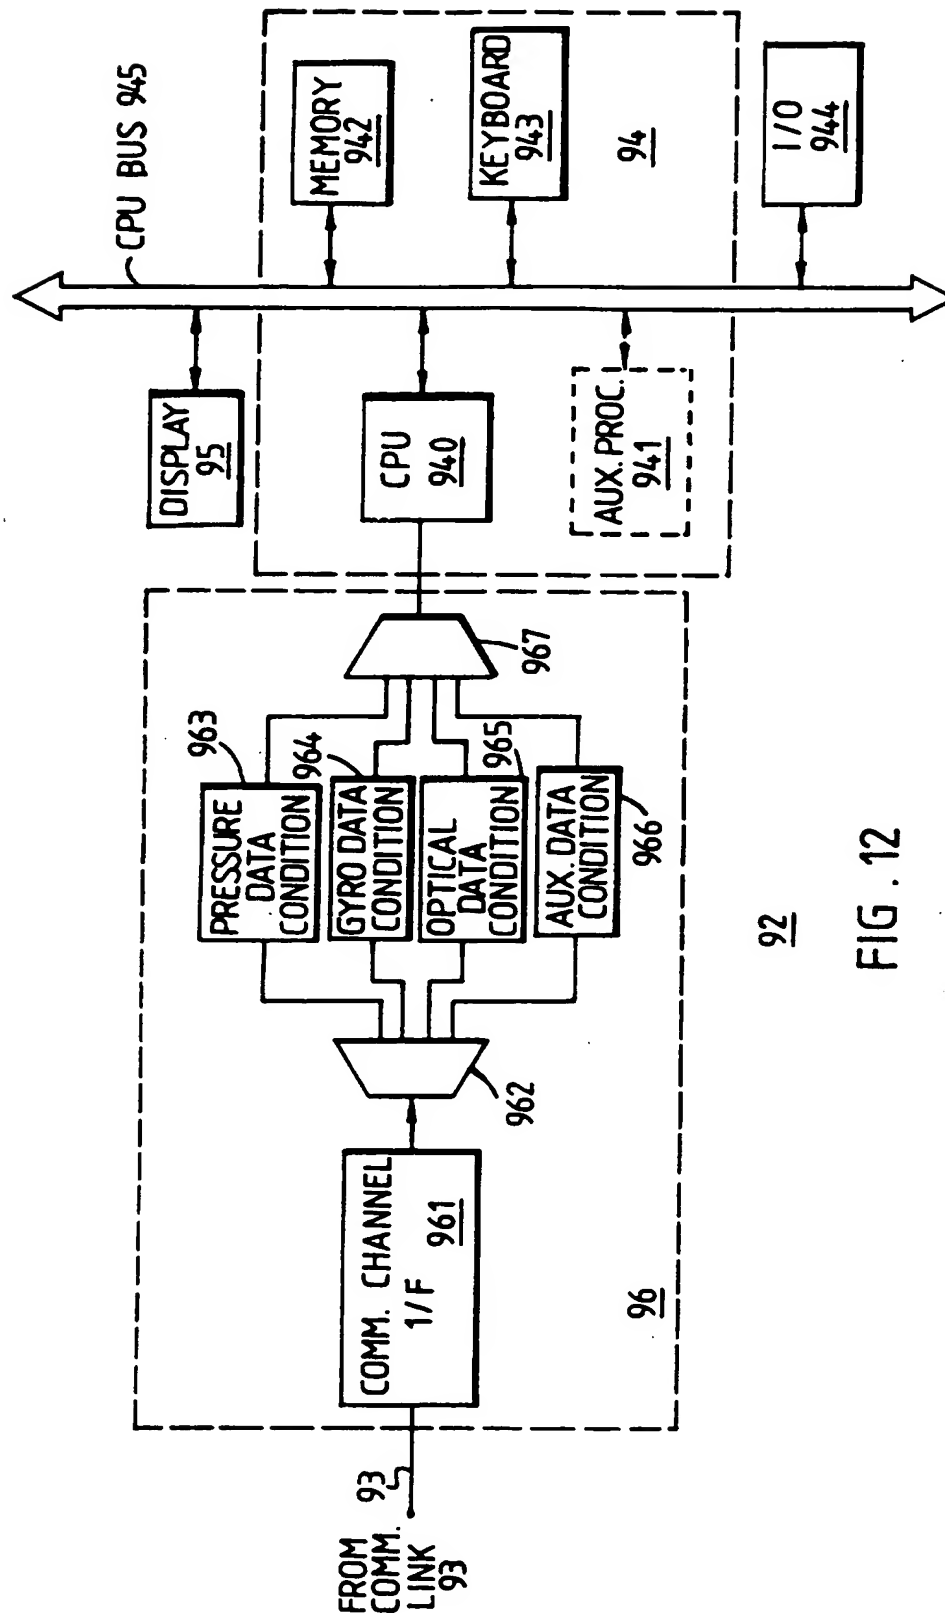 CPU BUS 945
DISPLAY
95
MEMORY
942
KEYBOARD
943
94
I/O
944
CPU
940
AUX.PROC.
941
963
PRESSURE
DATA
CONDITION
964
GYRO DATA
CONDITION
965
OPTICAL
DATA
CONDITION
AUX. DATA
CONDITION
966
967
962
COMM. CHANNEL
1/F
961
96
93
FROM
COMM.
LINK
93
92
FIG. 12